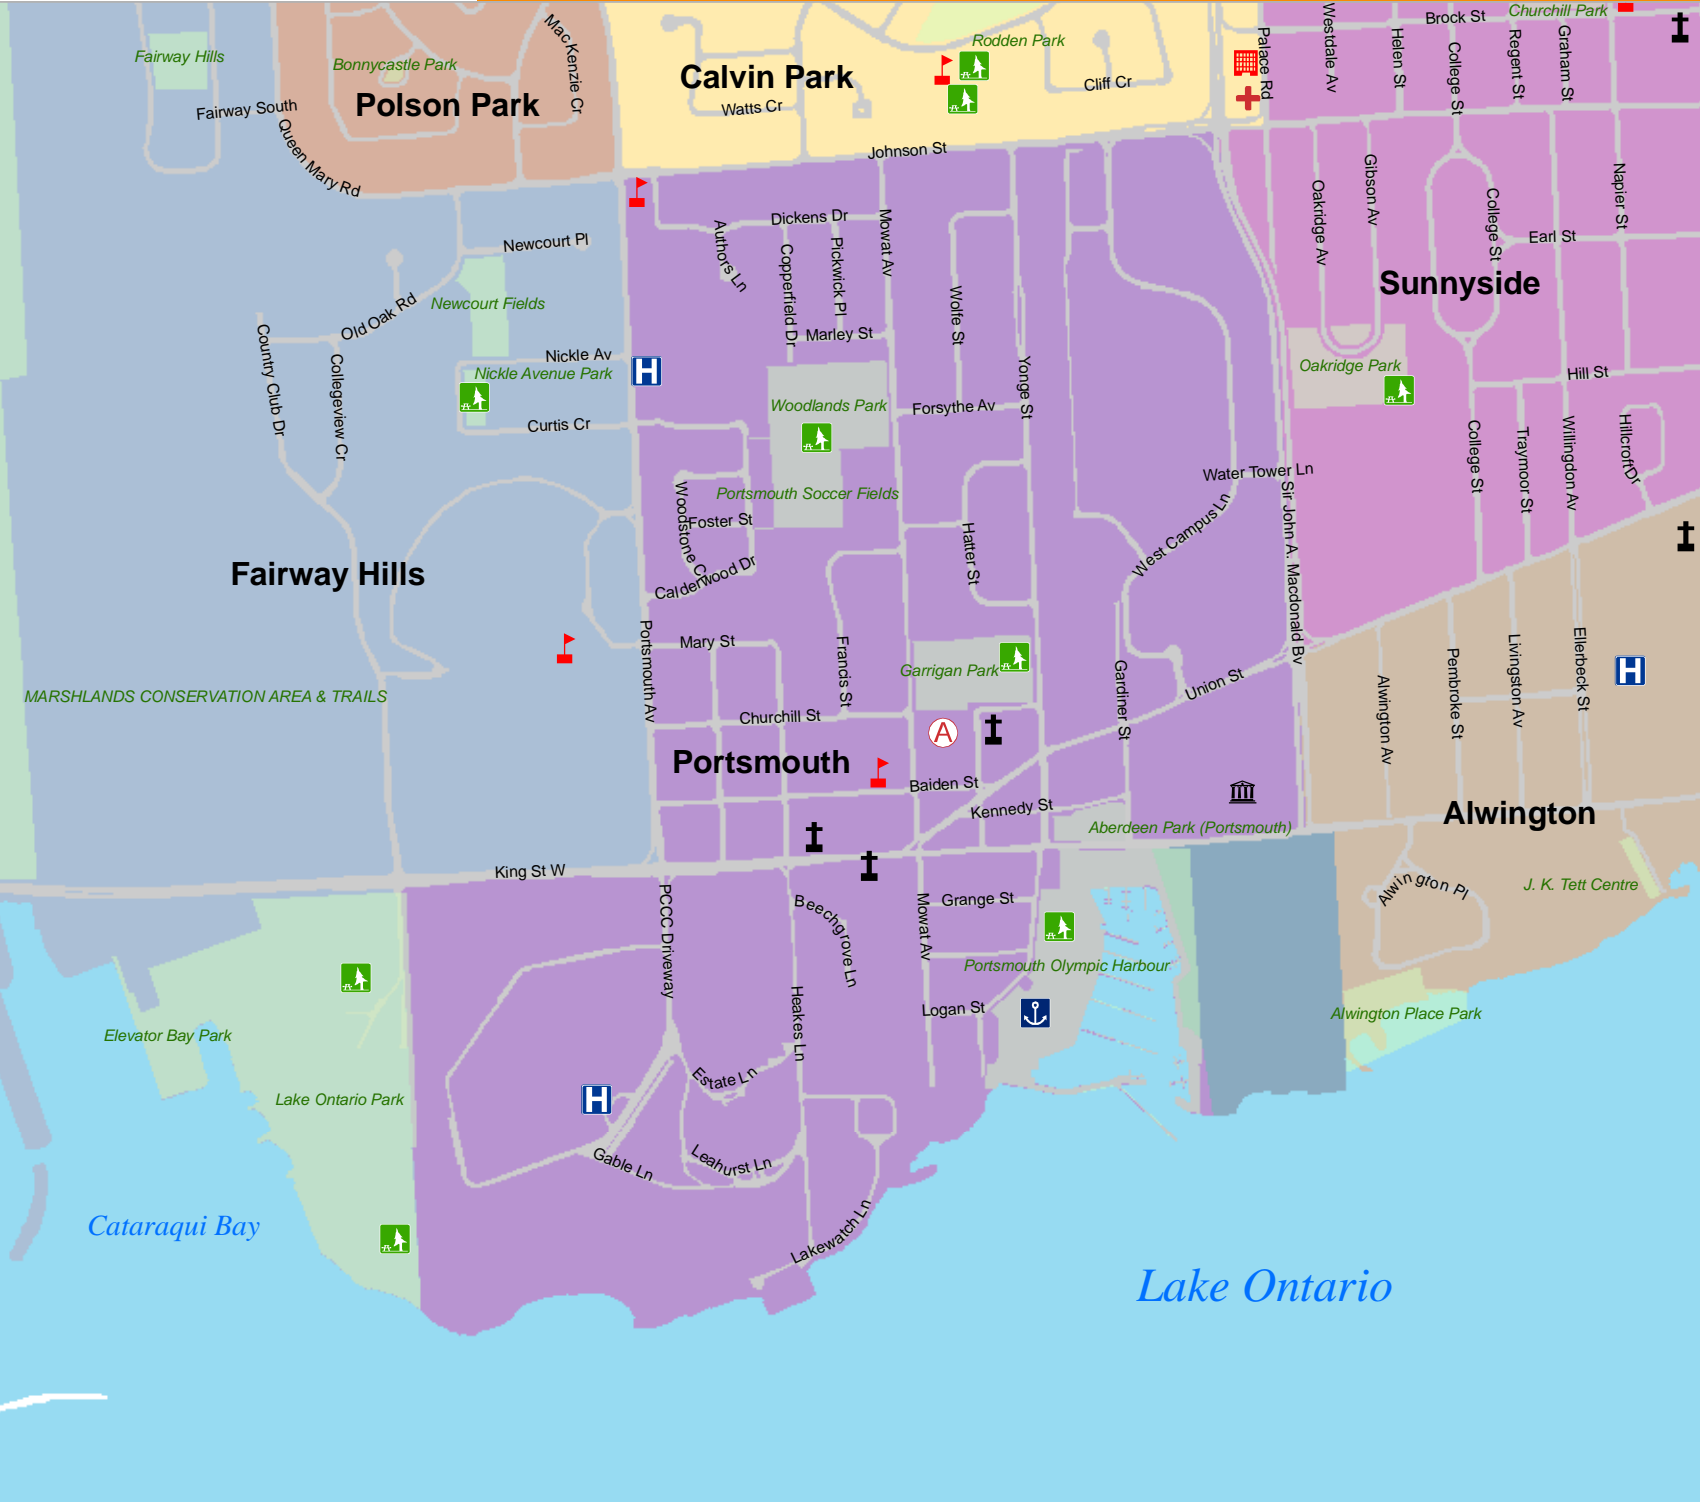 Brock St
Churchill Park
Westdale Av
Helen St
College St
Regent St
Graham St
Palace Rd
MacKenzie Cr
Fairway Hills
Bonnycastle Park
Polson Park
Calvin Park
Rodden Park
Cliff Cr
Watts Cr
Fairway South
Queen Mary Rd
Johnson St
Oakridge Av
Gibson Av
College St
Napier St
Earl St
Sunnyside
Dickens Dr
Authors Ln
Copperfield Dr
Pickwick Pl
Mowat Av
Newcourt Pl
Newcourt Fields
Old Oak Rd
Country Club Dr
Collegeview Cr
Nickle Av
Nickle Avenue Park
Curtis Cr
Marley St
Wolfe St
Yonge St
Woodlands Park
Forsythe Av
Oakridge Park
Hill St
College St
Traymoor St
Willingdon Av
HillcroftDr
Water Tower Ln
Sir John A. Macdonald Bv
West Campus Ln
Portsmouth Soccer Fields
Woodstone C
Foster St
Calderwood Dr
Hatter St
Fairway Hills
Portsmouth Av
Mary St
Francis St
Garrigan Park
Gardiner St
Union St
Alwington Av
Pembroke St
Livingston Av
Ellerbeck St
MARSHLANDS CONSERVATION AREA & TRAILS
Churchill St
A
Portsmouth
Baiden St
Kennedy St
Aberdeen Park (Portsmouth)
Alwington
H
H
King St W
PCCC Driveway
Beechgrove Ln
Mowat Av
Grange St
Alwington Pl
J. K. Tett Centre
Portsmouth Olympic Harbour
Logan St
Heakes Ln
Alwington Place Park
Elevator Bay Park
Lake Ontario Park
Estate Ln
H
Gable Ln
Leahurst Ln
Lakewatch Ln
Cataraqui Bay
Lake Ontario